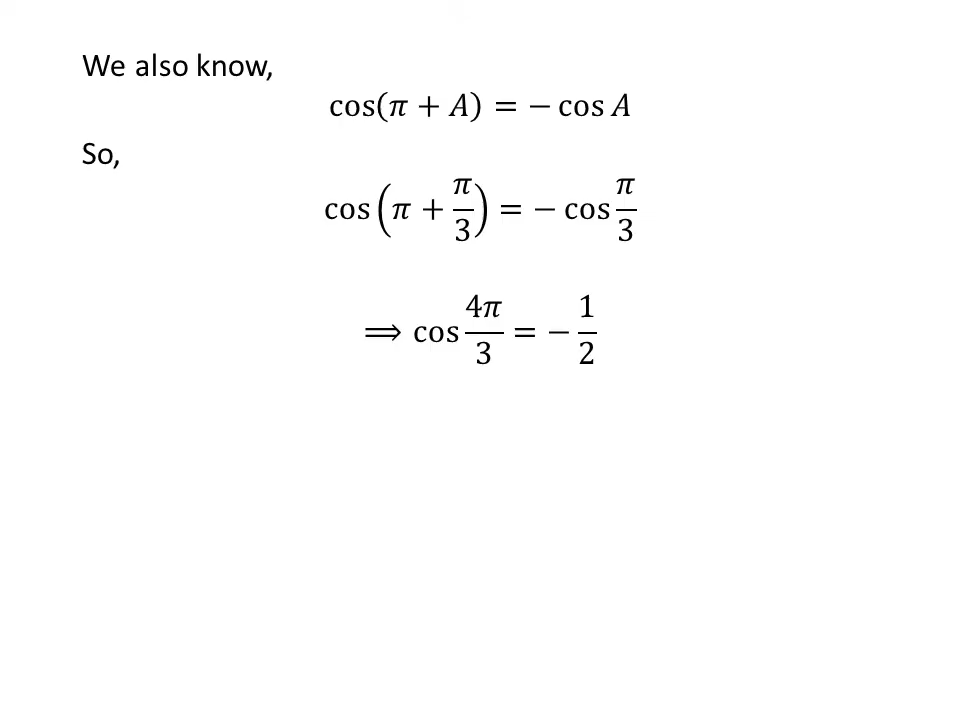 We also know,
cos(π + A) = − cos A
So,
cos (π + π/3) = − cos π/3
⟹ cos 4π/3 = − 1/2